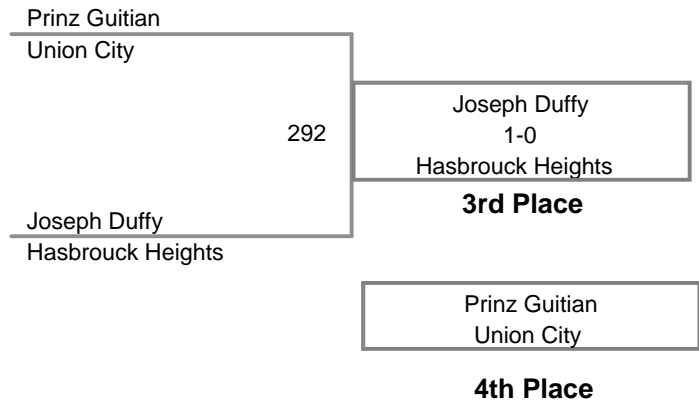 Prinz Guitian
Union City
292
Joseph Duffy
1-0
Hasbrouck Heights
3rd Place
Joseph Duffy
Hasbrouck Heights
Prinz Guitian
Union City
4th Place